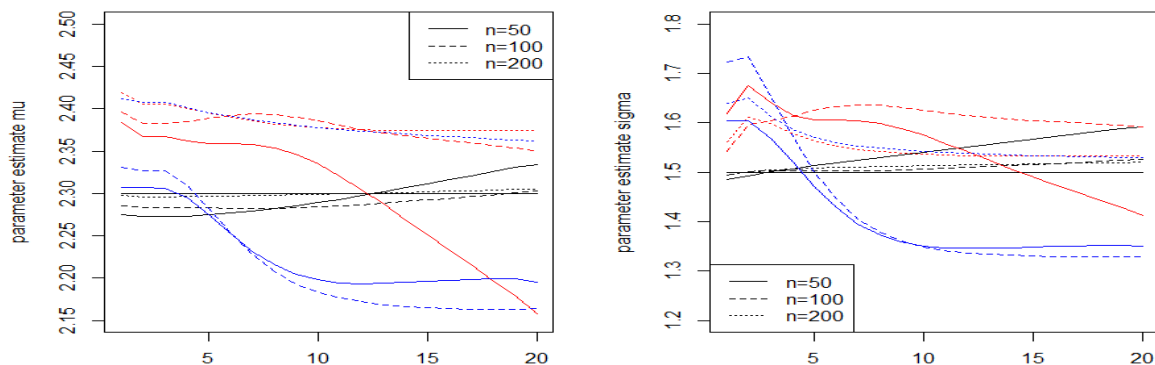 parameter estimate mu
2.50
2.45
2.40
2.35
2.30
2.25
2.20
2.15
n=50
n=100
n=200
5
10
15
20
parameter estimate sigma
1.8
1.7
1.6
1.5
1.4
1.3
1.2
n=50
n=100
n=200
5
10
15
20